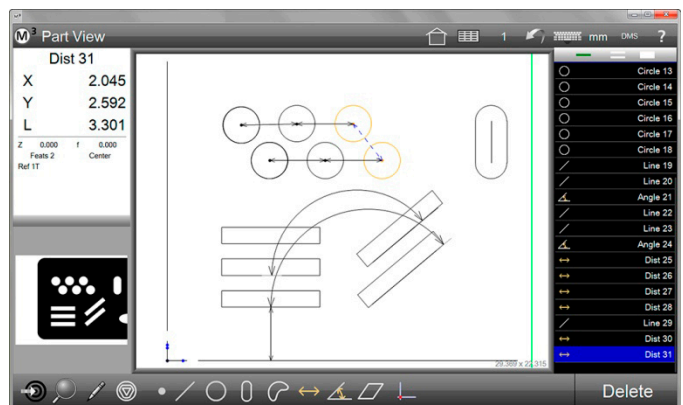 M³ Part View
1
mm
DMS
?
Dist 31
X 2.045
Y 2.592
L 3.301
Z 0.000 f 0.000
Feats 2 Center
Ref 1T
29.369 x 22.315
Circle 13
Circle 14
Circle 15
Circle 16
Circle 17
Circle 18
Line 19
Line 20
Angle 21
Line 22
Line 23
Angle 24
Dist 25
Dist 26
Dist 27
Dist 28
Line 29
Dist 30
Dist 31
Delete